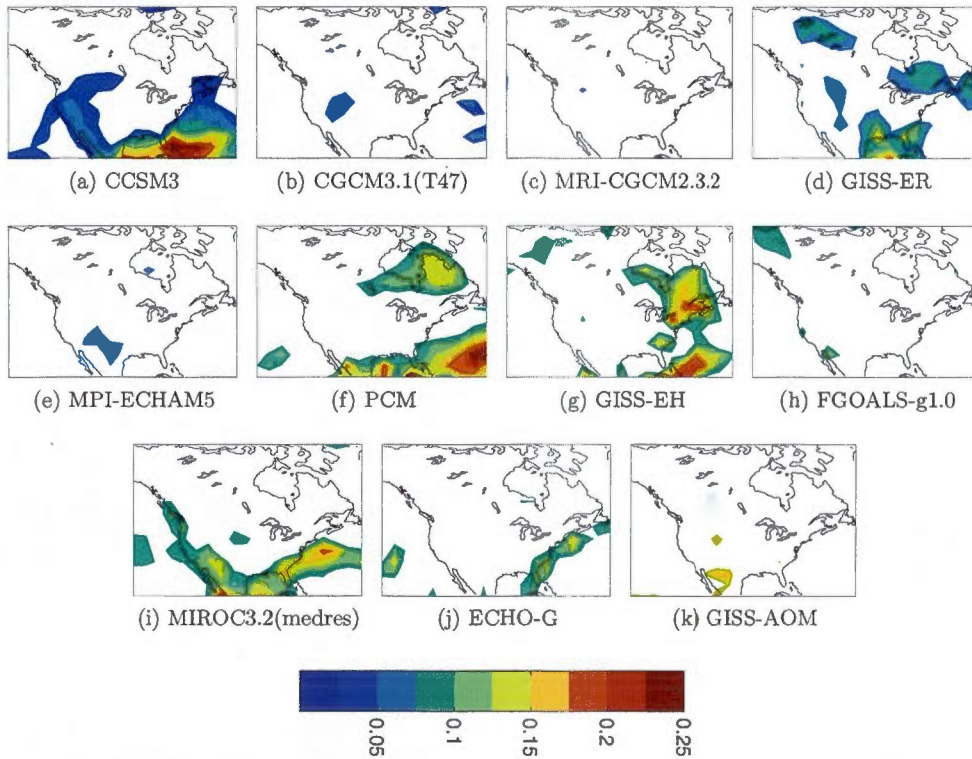 (a) CCSM3
(b) CGCM3.1(T47)
(c) MRI-CGCM2.3.2
(d) GISS-ER
(e) MPI-ECHAM5
(f) PCM
(g) GISS-EH
(h) FGOALS-g1.0
(i) MIROC3.2(medres)
(j) ECHO-G
(k) GISS-AOM
0.05
0.1
0.15
0.2
0.25